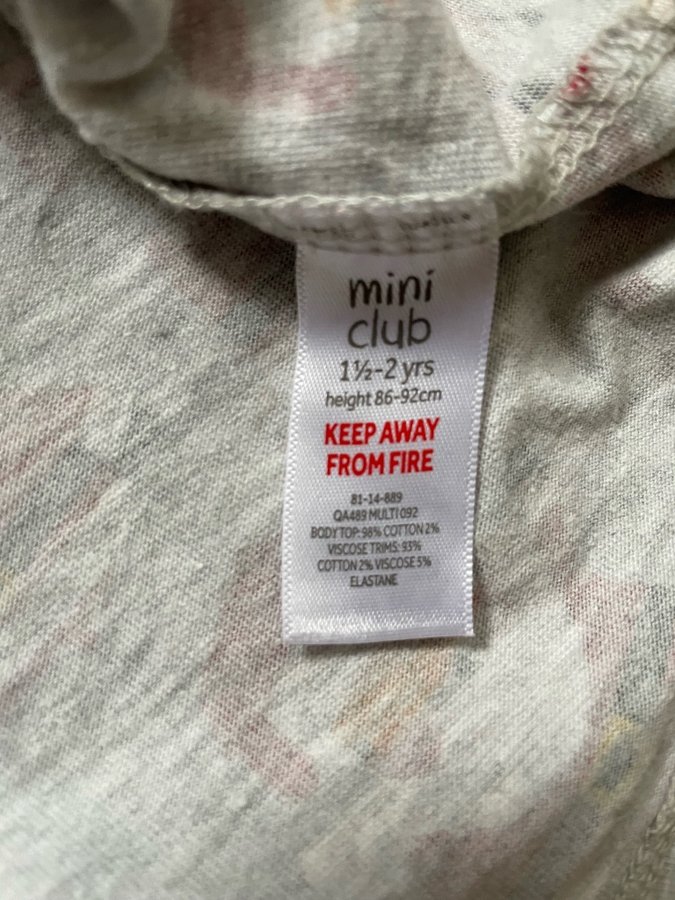 mini
club
1½-2 yrs
height 86-92cm
KEEP AWAY
FROM FIRE
81-14-889
QA489 MULTI 092
BODY TOP: 98% COTTON 2%
VISCOSE TRIMS: 93%
COTTON 2% VISCOSE 5%
ELASTANE